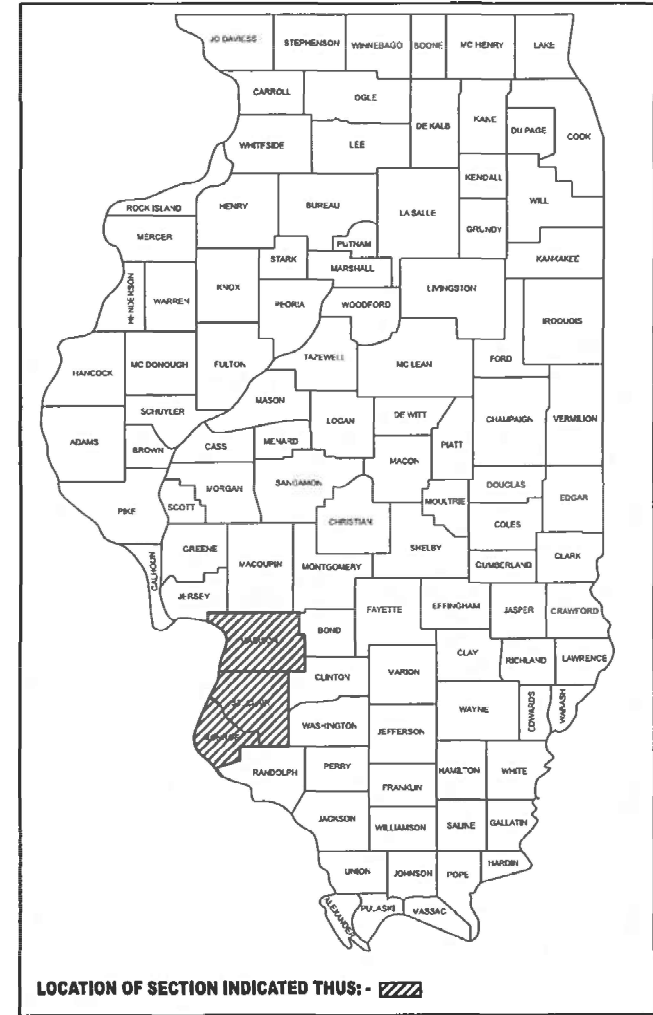 JO DAVIESS STEPHENSON WINNEBAGO BOONE MC HENRY LAKE
CARROLL OGLE DE KALB KANE DU PAGE COOK
WHITESIDE LEE
KENDALL
ROCK ISLAND HENRY BUREAU LA SALLE WILL
MERCER PUTNAM GRUNDY
STARK MARSHALL KANKAKEE
HENDERSON WARREN KNOX PEORIA WOODFORD LIVINGSTON IROQUOIS
HANCOCK MC DONOUGH FULTON TAZEWELL MC LEAN FORD
MASON
SCHUYLER LOGAN DE WITT CHAMPAIGN VERMILION
ADAMS BROWN CASS MENARD PIATT
MACON
PIKE SCOTT MORGAN SANGAMON MOULTRIE DOUGLAS EDGAR
CHRISTIAN COLES
CALHOUN GREENE MACOUPIN MONTGOMERY SHELBY CUMBERLAND CLARK
JERSEY FAYETTE EFFINGHAM JASPER CRAWFORD
MADISON BOND
CLAY RICHLAND LAWRENCE
CLINTON MARION
WAYNE EDWARDS WABASH
WASHINGTON JEFFERSON
RANDOLPH PERRY HAMILTON WHITE
FRANKLIN
JACKSON WILLIAMSON SALINE GALLATIN
UNION JOHNSON POPE HARDIN
ALEXANDER PULASKI MASSAC
LOCATION OF SECTION INDICATED THUS: -